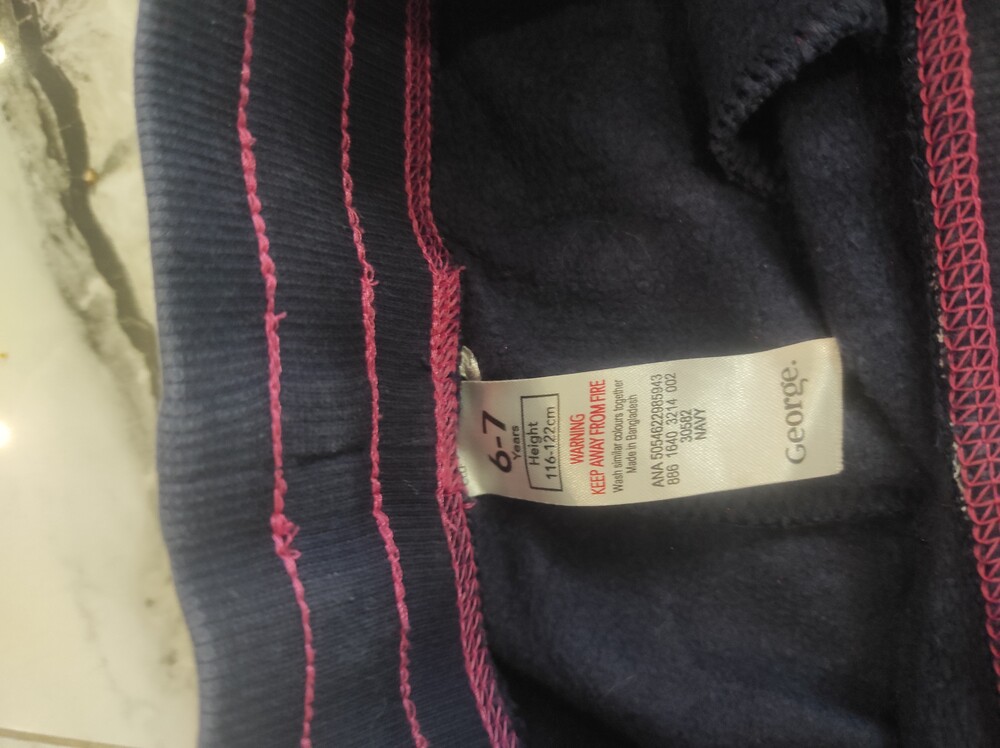 6-7
Years
Height
116-122cm
WARNING
KEEP AWAY FROM FIRE
Wash similar colours together
Made in Bangladesh
ANA 5054622985943
886 1640 3214 002
30582
NAVY
George.